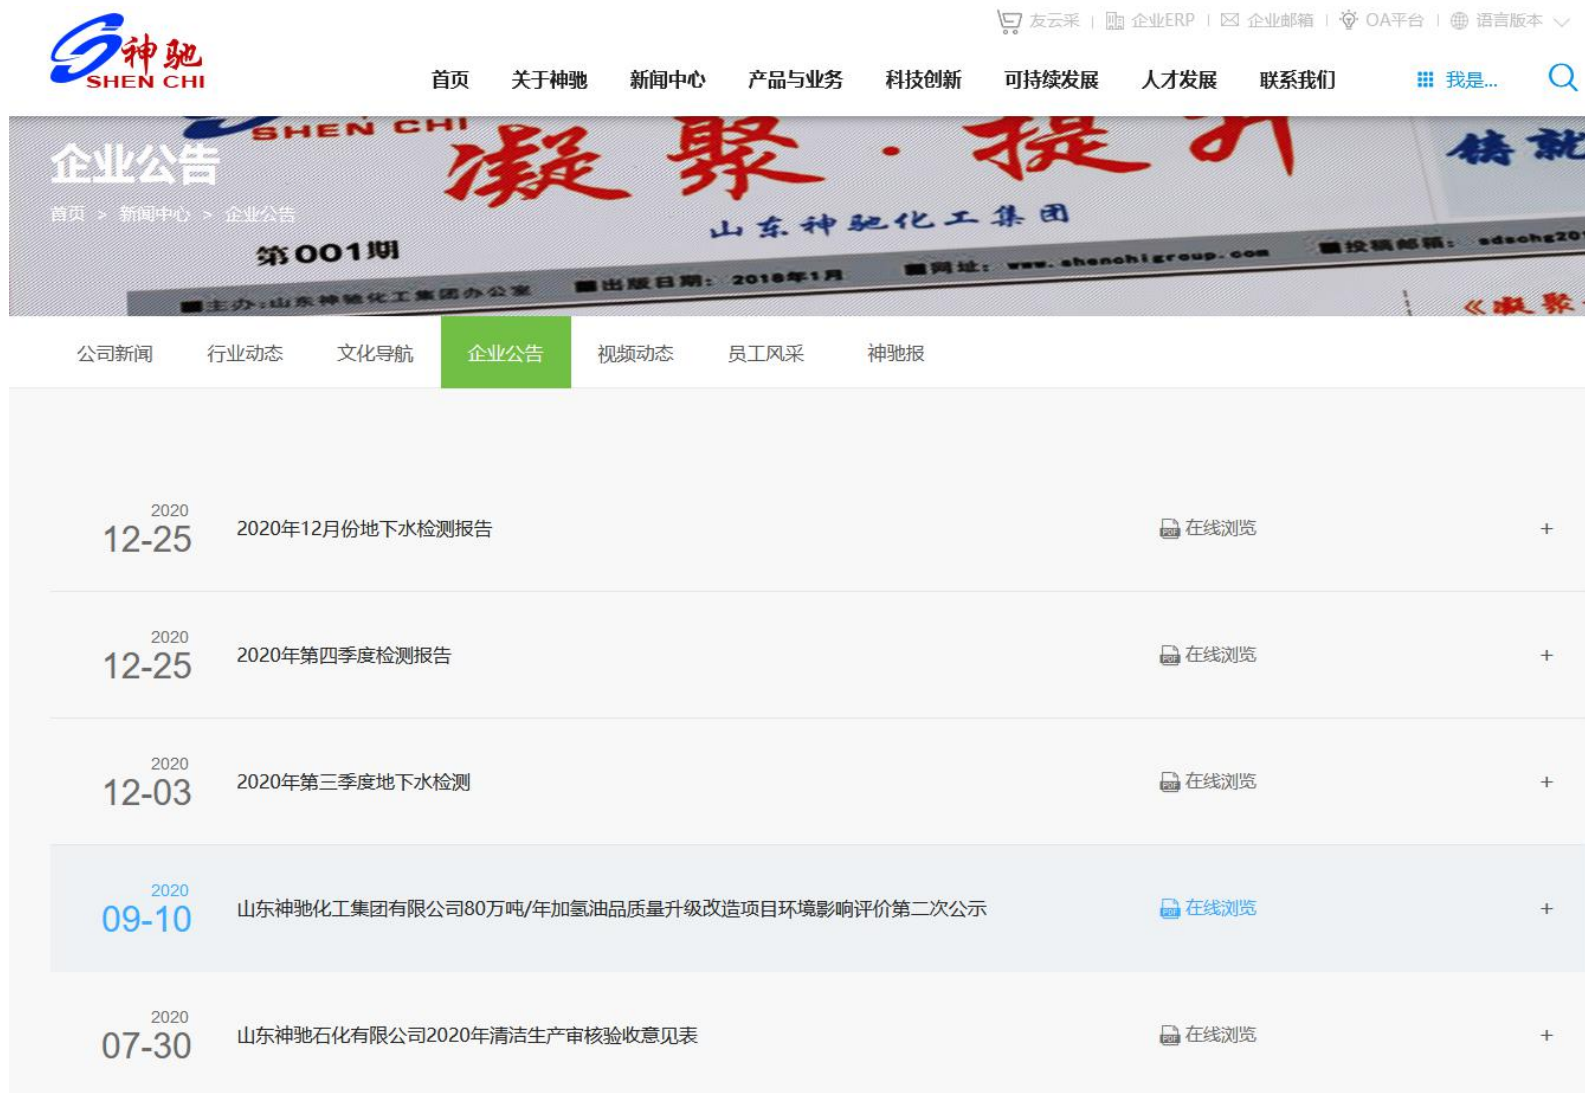 神驰
SHEN CHI
友云采 | 企业ERP | 企业邮箱 | OA平台 | 语言版本
首页 关于神驰 新闻中心 产品与业务 科技创新 可持续发展 人才发展 联系我们 我是...
SHEN CHI
凝聚·提升
铸就
企业公告
首页 > 新闻中心 > 企业公告
山东神驰化工集团
第001期
■主办:山东神驰化工集团办公室 ■出版日期: 2018年1月 ■网址: www.shenchigroup.com ■投稿邮箱: sdschg201
《凝聚
公司新闻 行业动态 文化导航 企业公告 视频动态 员工风采 神驰报
2020
12-25 2020年12月份地下水检测报告 PDF 在线浏览 +
2020
12-25 2020年第四季度检测报告 PDF 在线浏览 +
2020
12-03 2020年第三季度地下水检测 PDF 在线浏览 +
2020
09-10 山东神驰化工集团有限公司80万吨/年加氢油品质量升级改造项目环境影响评价第二次公示 PDF 在线浏览 +
2020
07-30 山东神驰石化有限公司2020年清洁生产审核验收意见表 PDF 在线浏览 +